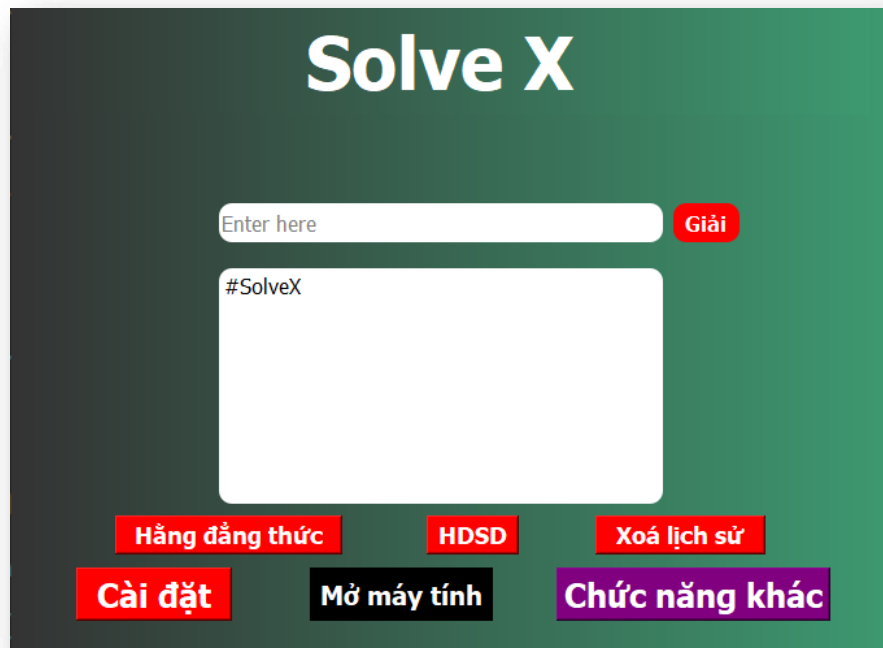 Solve X
Enter here
Giải
#SolveX
Hằng đẳng thức
HDSD
Xoá lịch sử
Cài đặt
Mở máy tính
Chức năng khác